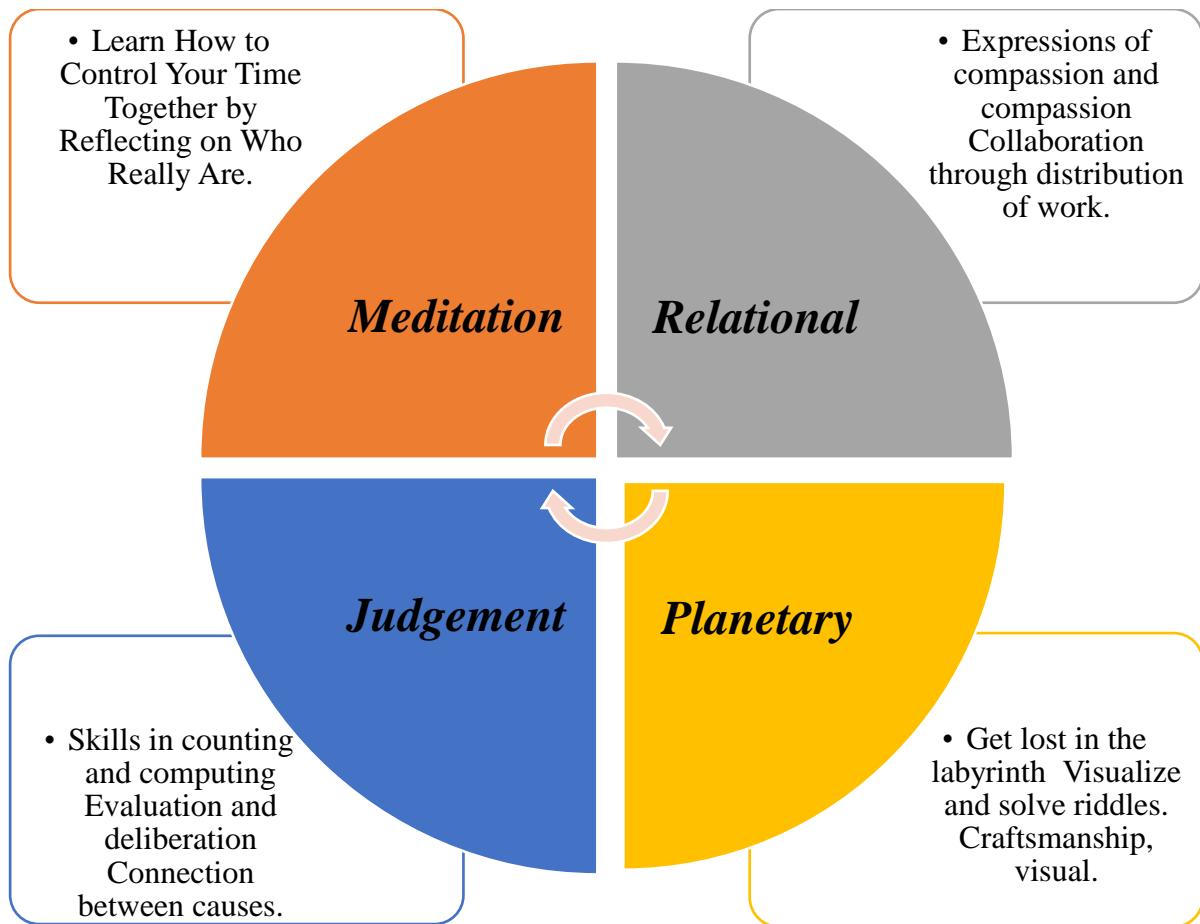 • Learn How to
Control Your Time
Together by
Reflecting on Who
Really Are.
• Expressions of
compassion and
compassion
Collaboration
through distribution
of work.
Meditation
Relational
Judgement
Planetary
• Skills in counting
and computing
Evaluation and
deliberation
Connection
between causes.
• Get lost in the
labyrinth Visualize
and solve riddles.
Craftsmanship,
visual.